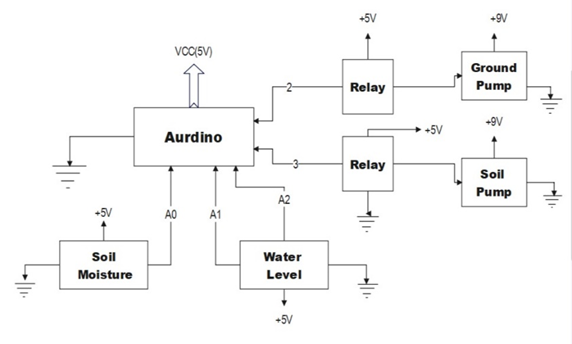 +5V
+9V
VCC(5V)
Ground
Pump
2
Relay
Aurdino
+5V
+9V
3
Relay
Soil
Pump
A2
+5V
A0
A1
Soil
Moisture
Water
Level
+5V